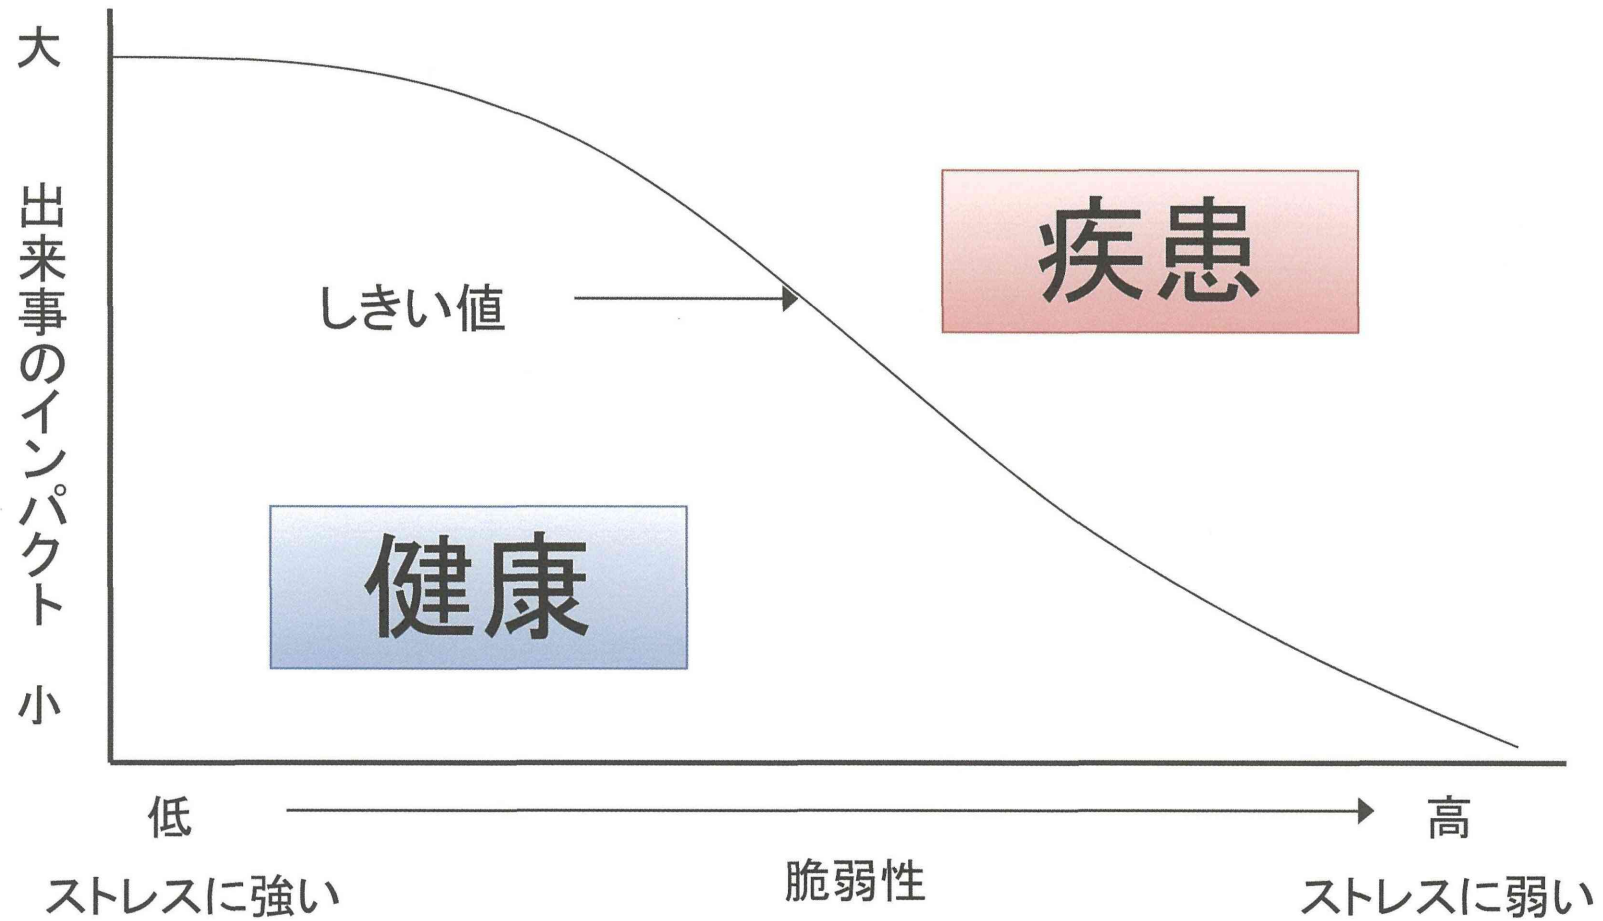 大
出来事のインパクト
小
疾患
しきい値
健康
低
高
脆弱性
ストレスに強い
ストレスに弱い